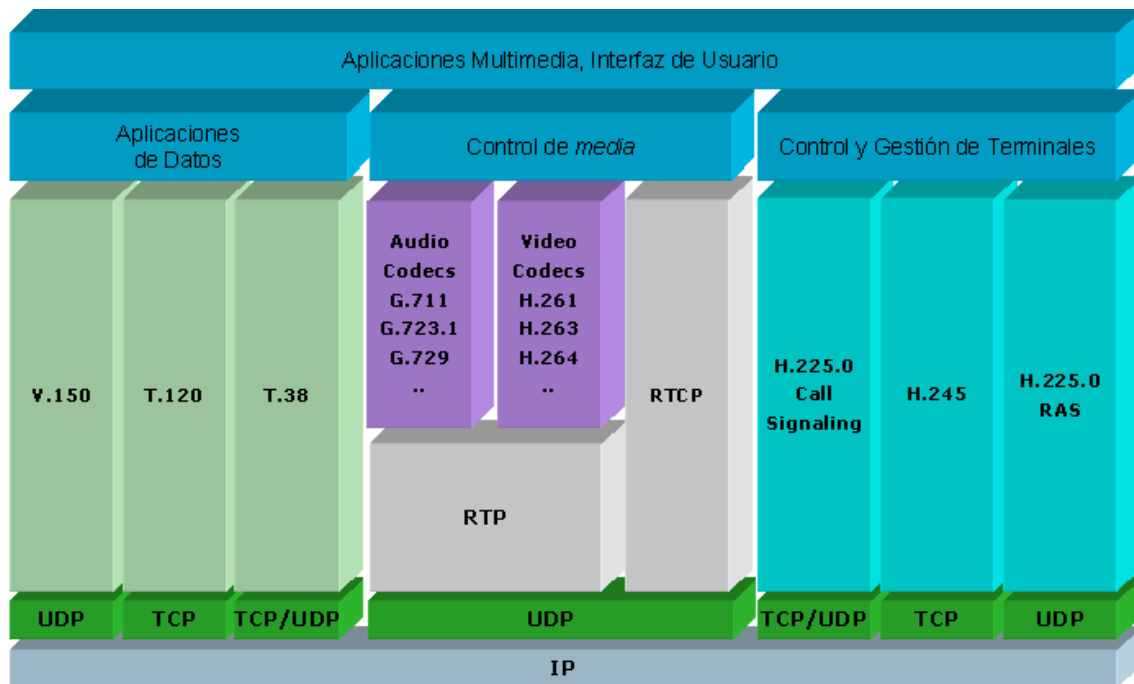 Aplicaciones Multimedia, Interfaz de Usuario
Aplicaciones
de Datos
Control de media
Control y Gestión de Terminales
V.150
T.120
T.38
Audio
Codecs
G.711
G.723.1
G.729
..
Video
Codecs
H.261
H.263
H.264
..
RTP
RTCP
H.225.0
Call
Signaling
H.245
H.225.0
RAS
UDP
TCP
TCP/UDP
UDP
TCP/UDP
TCP
UDP
IP